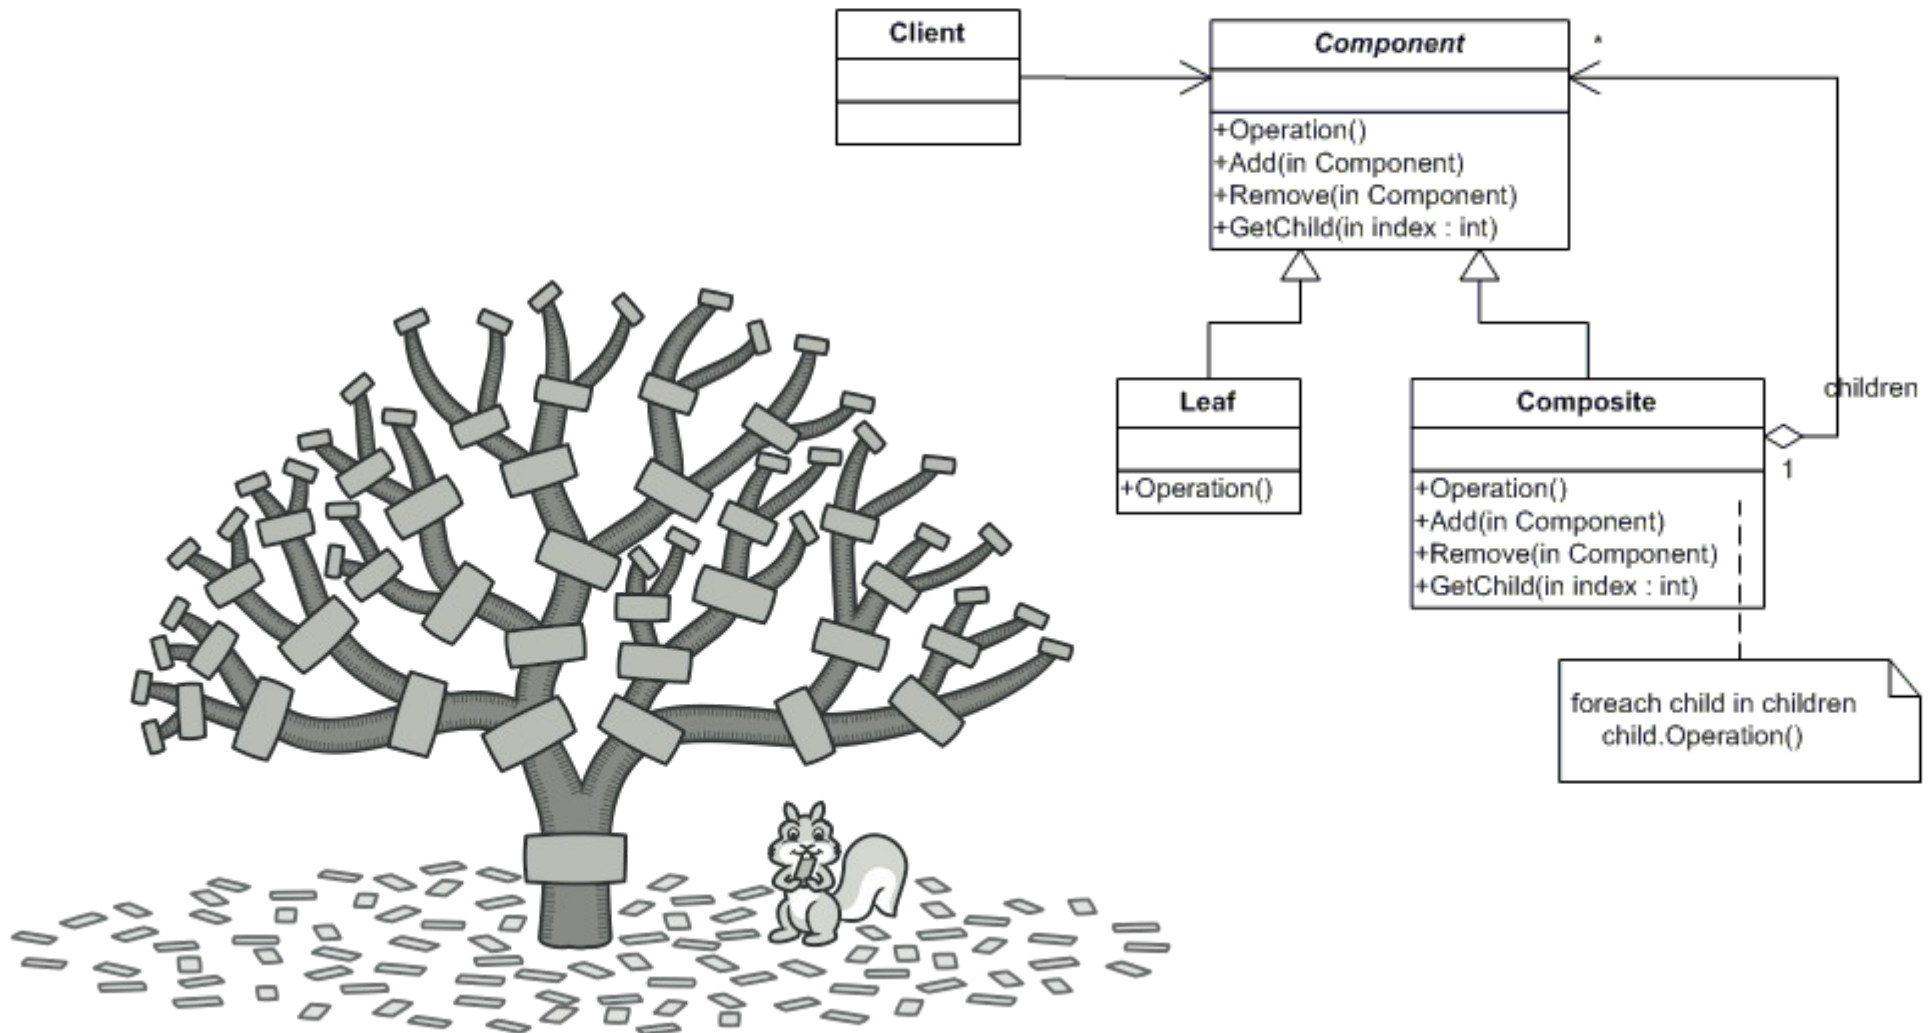 Client
Component
*
+Operation()
+Add(in Component)
+Remove(in Component)
+GetChild(in index : int)
Leaf
+Operation()
Composite
+Operation()
+Add(in Component)
+Remove(in Component)
+GetChild(in index : int)
children
1
foreach child in children
child.Operation()